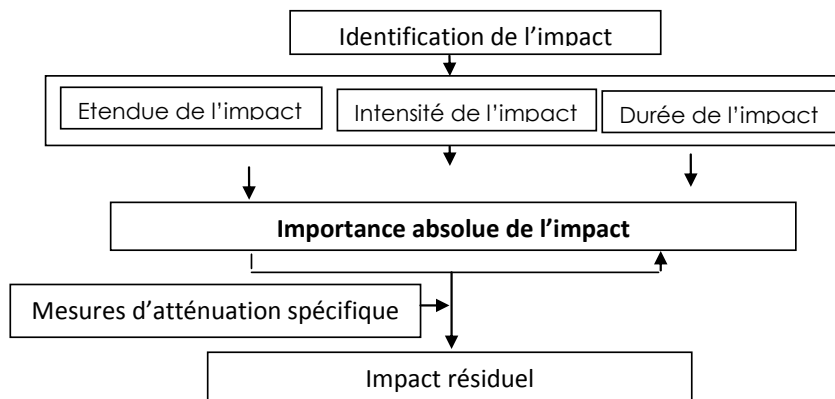 Identification de l’impact
Etendue de l’impact
Intensité de l’impact
Durée de l’impact
Importance absolue de l’impact
Mesures d’atténuation spécifique
Impact résiduel